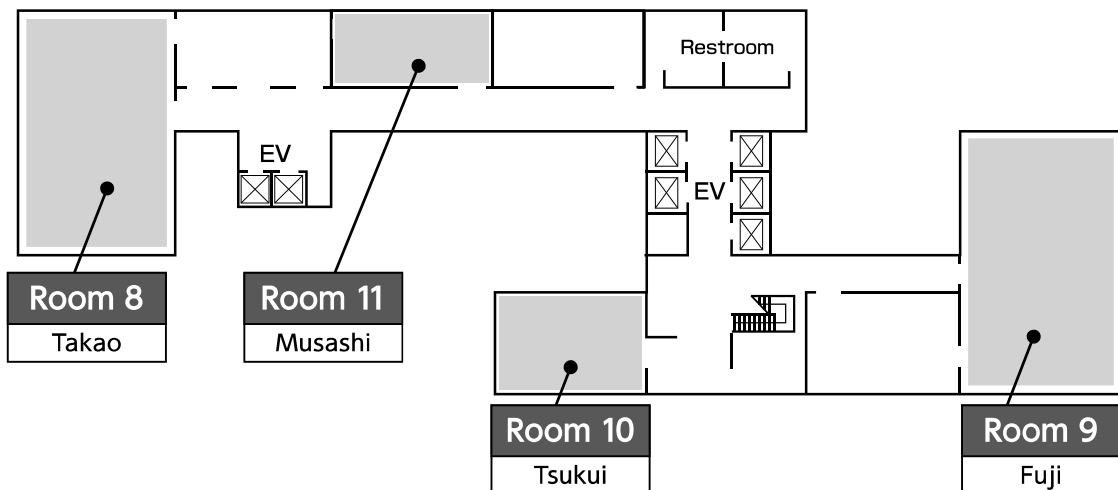 Restroom
EV
EV
Room 8
Takao
Room 11
Musashi
Room 10
Tsukui
Room 9
Fuji